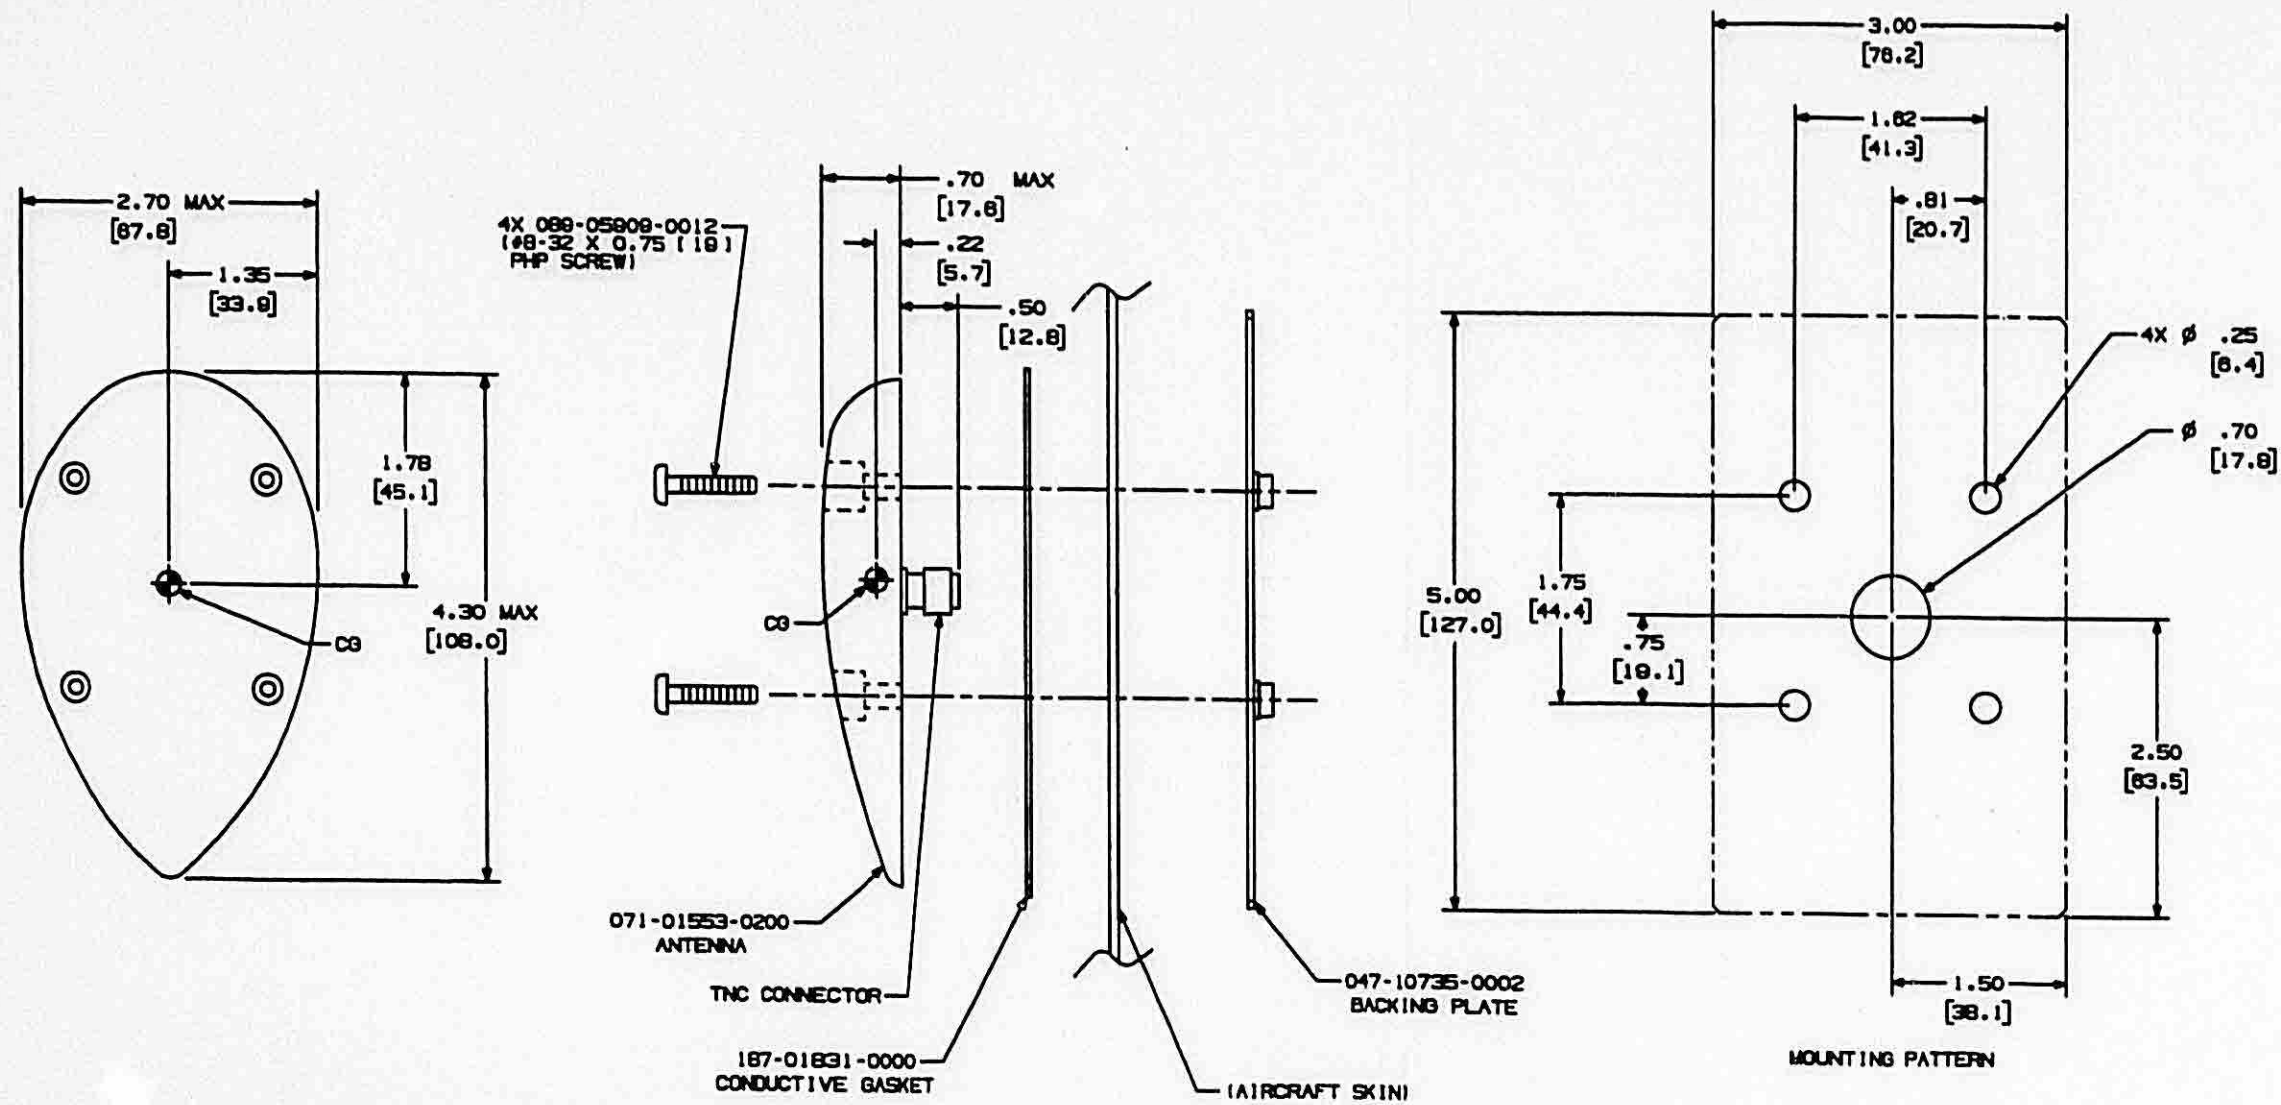 2.70 MAX
[67.8]
1.35
[33.9]
1.78
[45.1]
4.30 MAX
[108.0]
CG
4X 089-05909-0012
(#8-32 X 0.75 [19]
PHP SCREW)
.70 MAX
[17.6]
.22
[5.7]
.50
[12.8]
CG
071-01553-0200
ANTENNA
TNC CONNECTOR
187-01831-0000
CONDUCTIVE GASKET
(AIRCRAFT SKIN)
047-10735-0002
BACKING PLATE
3.00
[76.2]
1.62
[41.3]
.81
[20.7]
4X Ø .25
[6.4]
Ø .70
[17.8]
5.00
[127.0]
1.75
[44.4]
.75
[19.1]
2.50
[63.5]
1.50
[38.1]
MOUNTING PATTERN